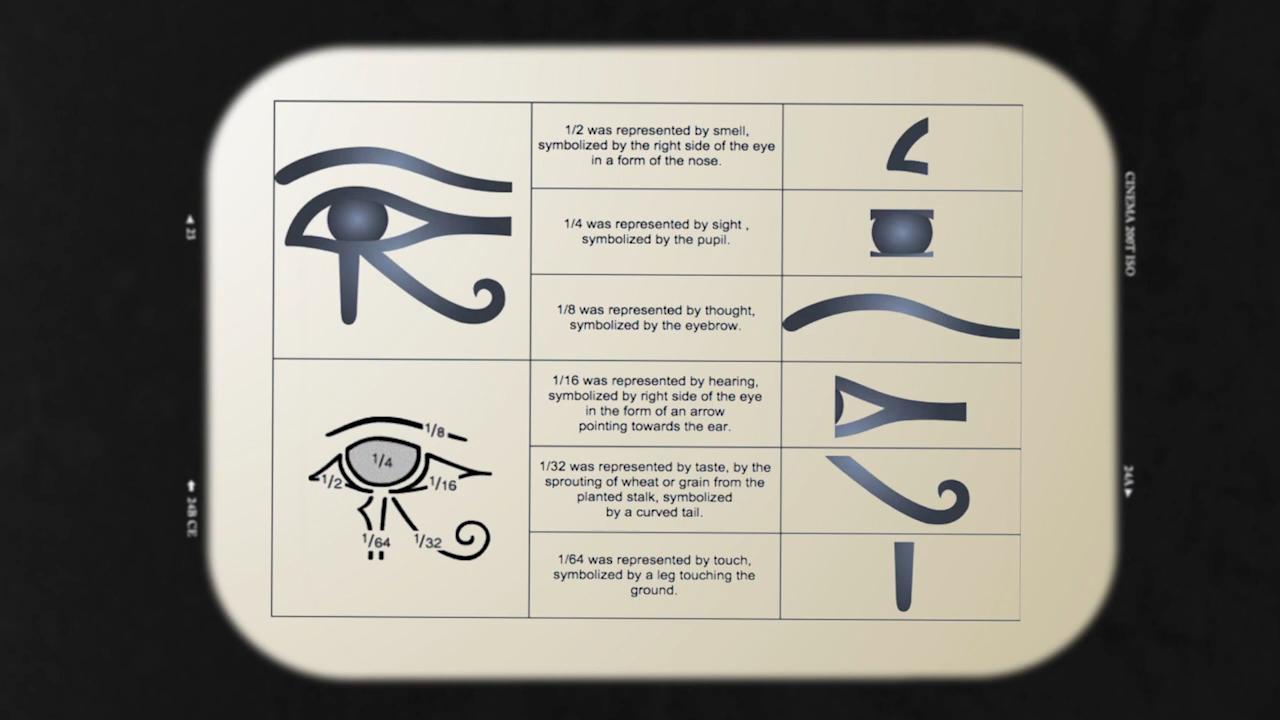 1/2 was represented by smell,
symbolized by the right side of the eye
in a form of the nose.
1/4 was represented by sight ,
symbolized by the pupil.
1/8 was represented by thought,
symbolized by the eyebrow.
1/16 was represented by hearing,
symbolized by right side of the eye
in the form of an arrow
pointing towards the ear.
1/32 was represented by taste, by the
sprouting of wheat or grain from the
planted stalk, symbolized
by a curved tail.
1/64 was represented by touch,
symbolized by a leg touching the
ground.
1/8
1/4
1/2
1/16
1/64
1/32
23
24B CE
CINEMA 200T ISO
24A